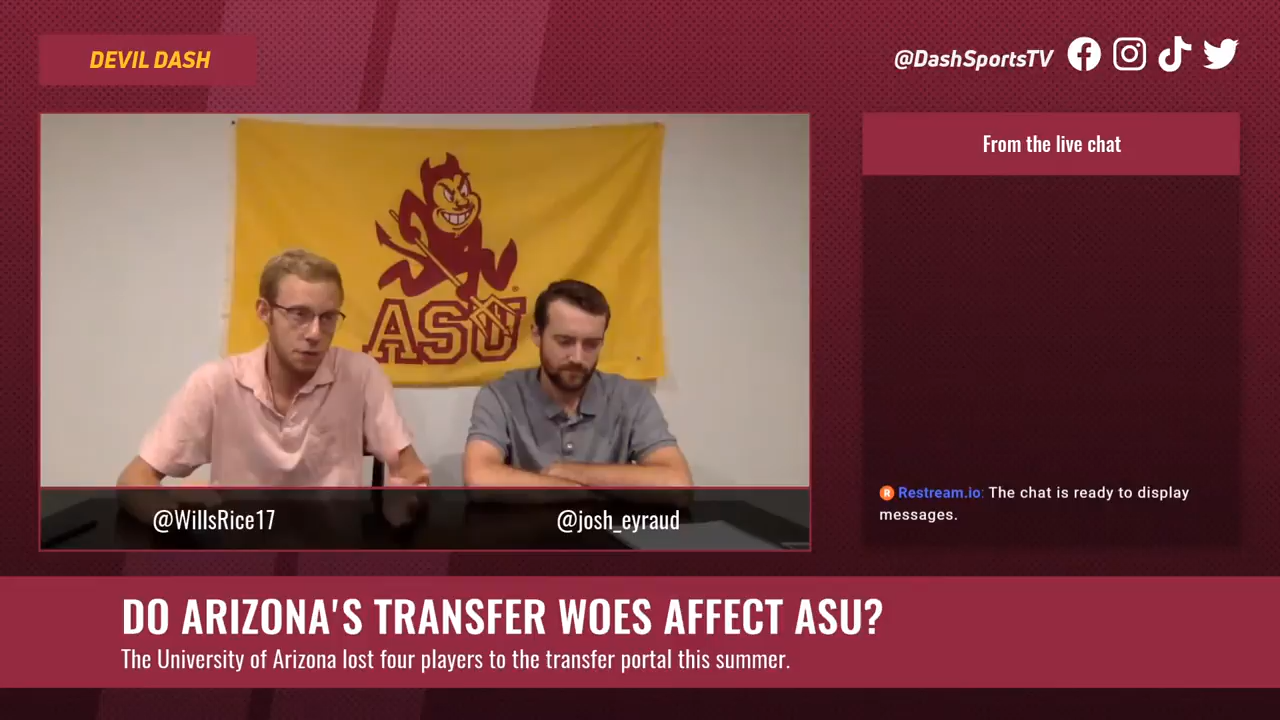 DEVIL DASH
@DashSportsTV
From the live chat
ASU
@WillsRice17
@josh_eyraud
Restream.io: The chat is ready to display
messages.
DO ARIZONA'S TRANSFER WOES AFFECT ASU?
The University of Arizona lost four players to the transfer portal this summer.